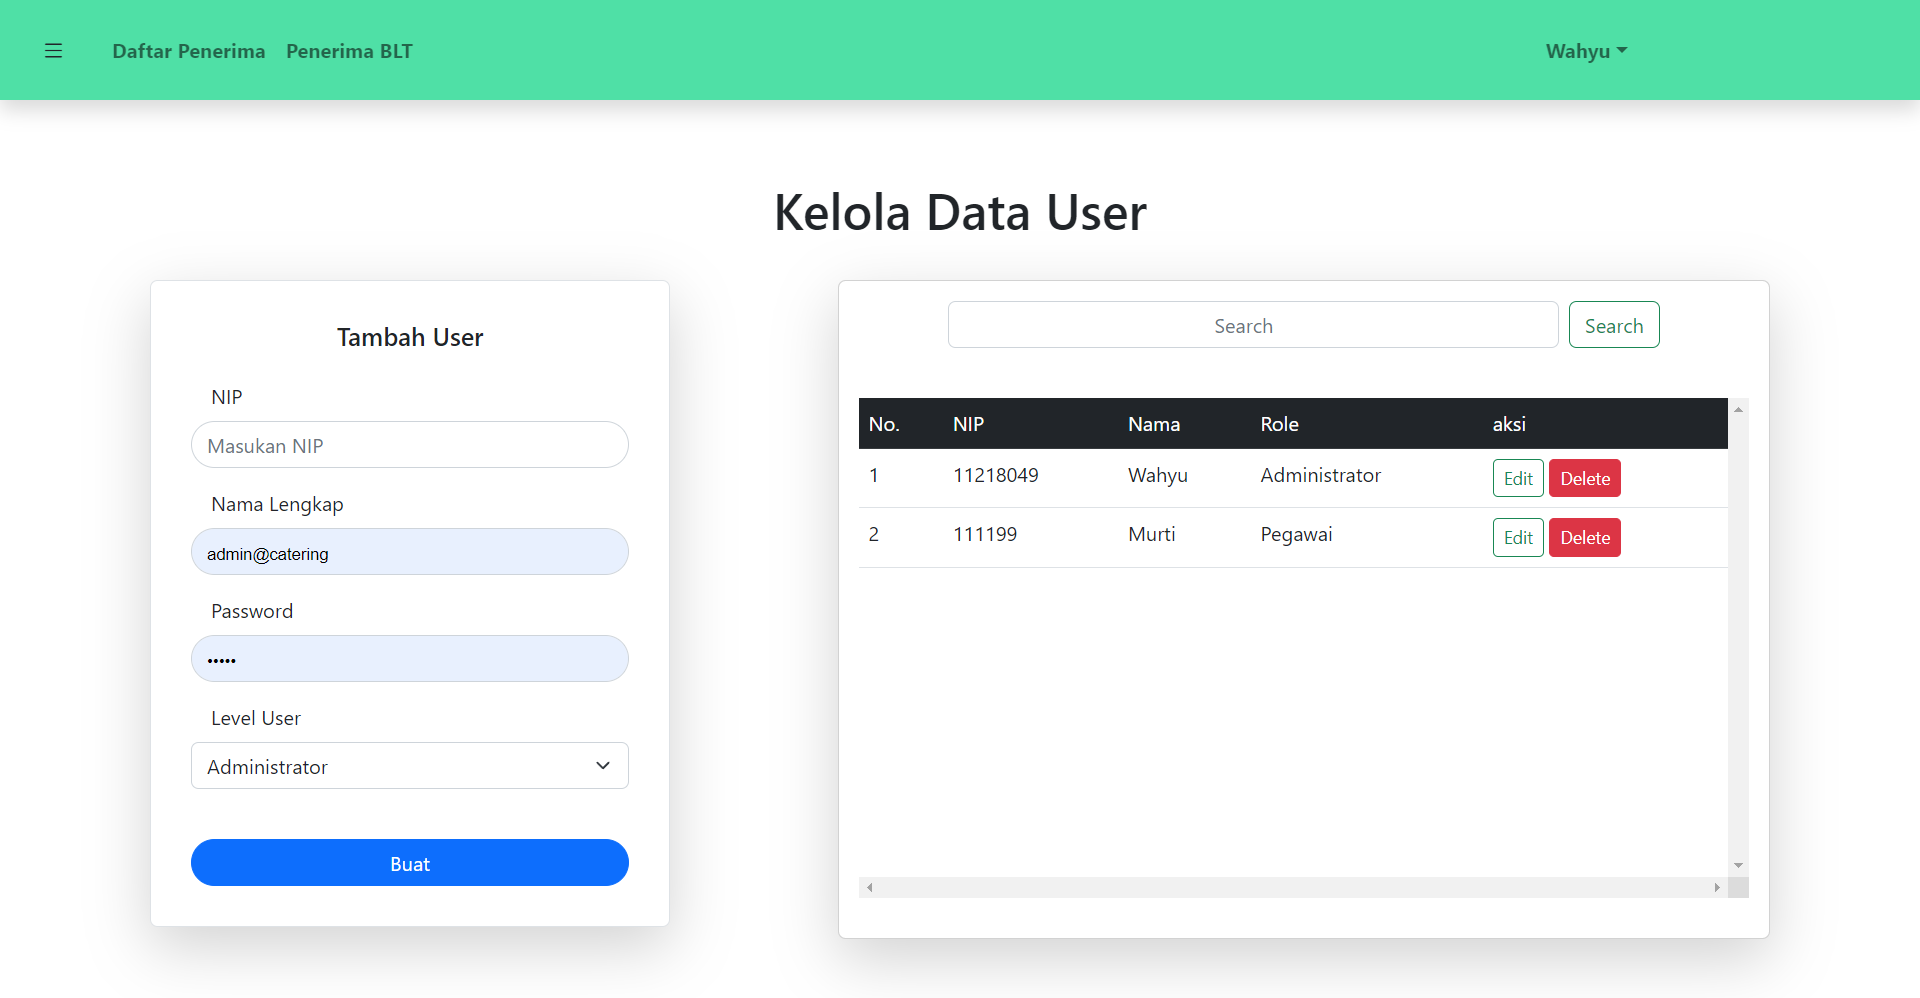 Daftar Penerima Penerima BLT Wahyu
Kelola Data User
Tambah User
NIP
Masukan NIP
Nama Lengkap
admin@catering
Password
•••••
Level User
Administrator
Buat
Search Search
No. NIP Nama Role aksi
1 11218049 Wahyu Administrator Edit Delete
2 111199 Murti Pegawai Edit Delete